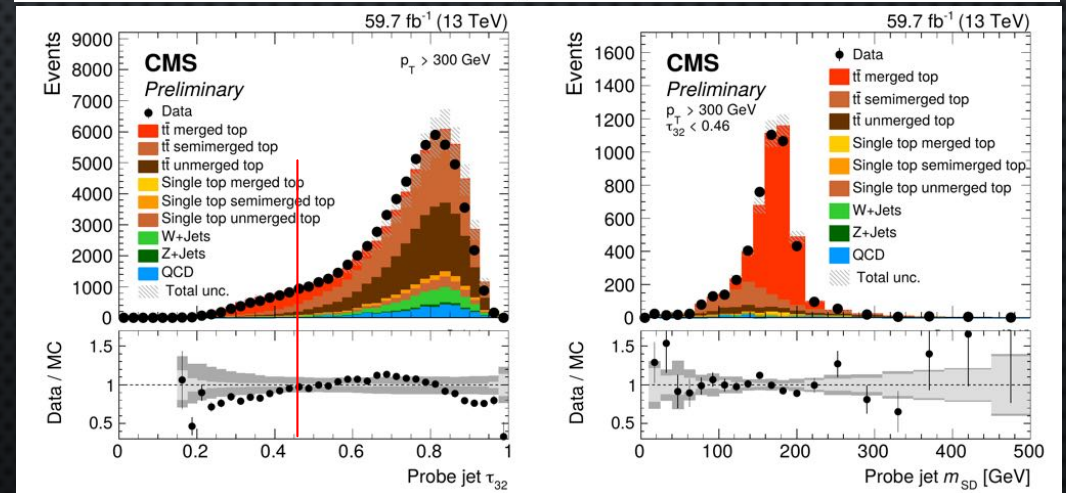 59.7 fb⁻¹ (13 TeV)
Events
9000
8000
7000
6000
5000
4000
3000
2000
1000
0
CMS
Preliminary
p_T > 300 GeV
Data
tt̄ merged top
tt̄ semimerged top
tt̄ unmerged top
Single top merged top
Single top semimerged top
Single top unmerged top
W+Jets
Z+Jets
QCD
Total unc.
Data / MC
1.5
1
0.5
0 0.2 0.4 0.6 0.8 1
Probe jet τ₃₂
59.7 fb⁻¹ (13 TeV)
Events
1600
1400
1200
1000
800
600
400
200
0
CMS
Preliminary
p_T > 300 GeV
τ₃₂ < 0.46
Data
tt̄ merged top
tt̄ semimerged top
tt̄ unmerged top
Single top merged top
Single top semimerged top
Single top unmerged top
W+Jets
Z+Jets
QCD
Total unc.
Data / MC
1.5
1
0.5
0 100 200 300 400 500
Probe jet m_SD [GeV]